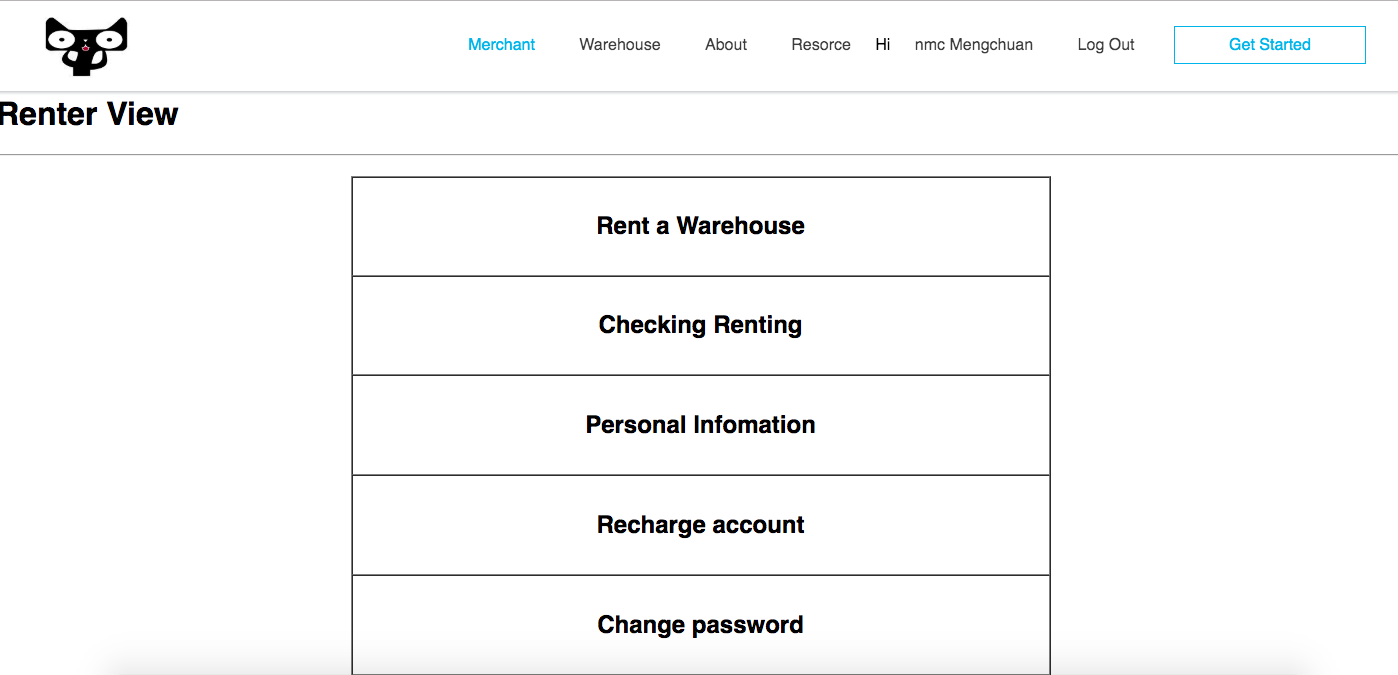 Merchant Warehouse About Resorce Hi nmc Mengchuan Log Out Get Started
Renter View
Rent a Warehouse
Checking Renting
Personal Infomation
Recharge account
Change password